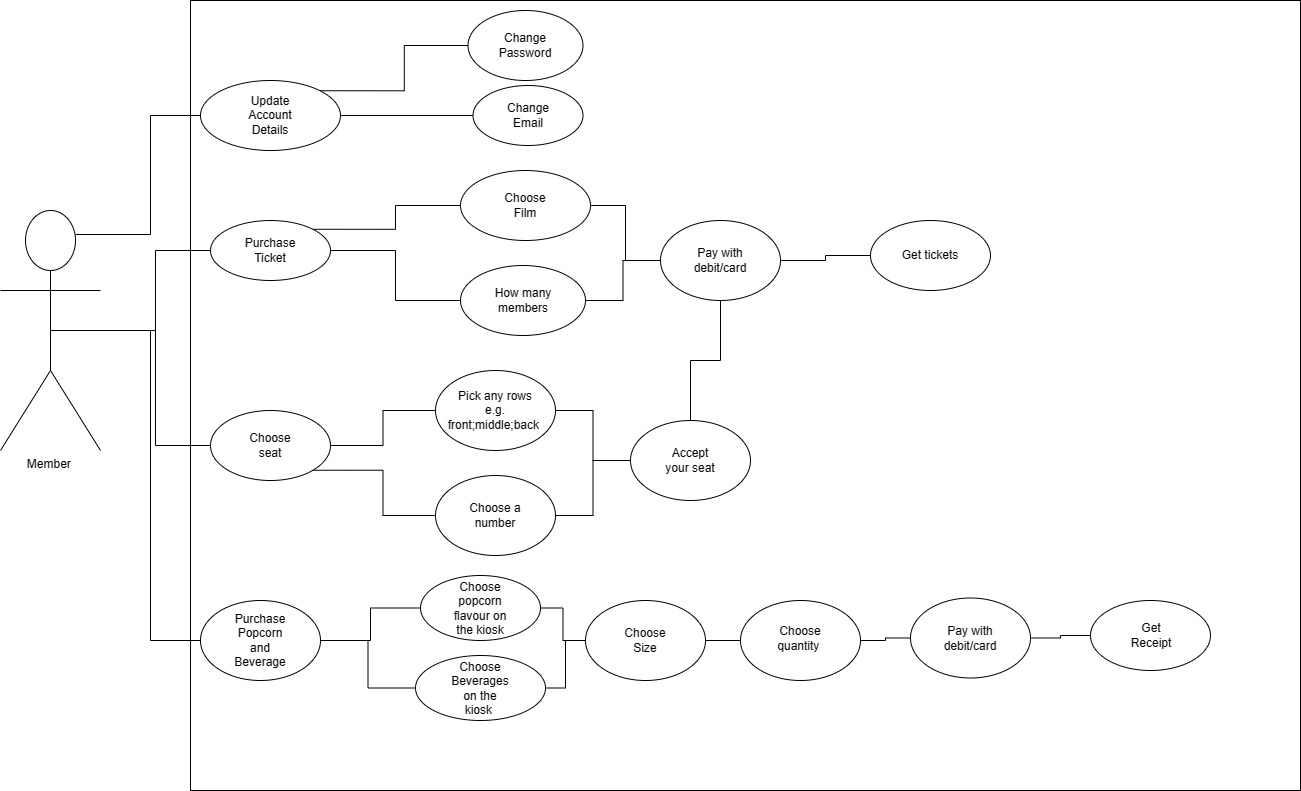 Change
Password
Update
Account
Details
Change
Email
Choose
Film
Purchase
Ticket
How many
members
Pay with
debit/card
Get tickets
Member
Choose
seat
Pick any rows
e.g.
front;middle;back
Choose a
number
Accept
your seat
Purchase
Popcorn
and
Beverage
Choose
popcorn
flavour on
the kiosk
Choose
Beverages
on the
kiosk
Choose
Size
Choose
quantity
Pay with
debit/card
Get
Receipt